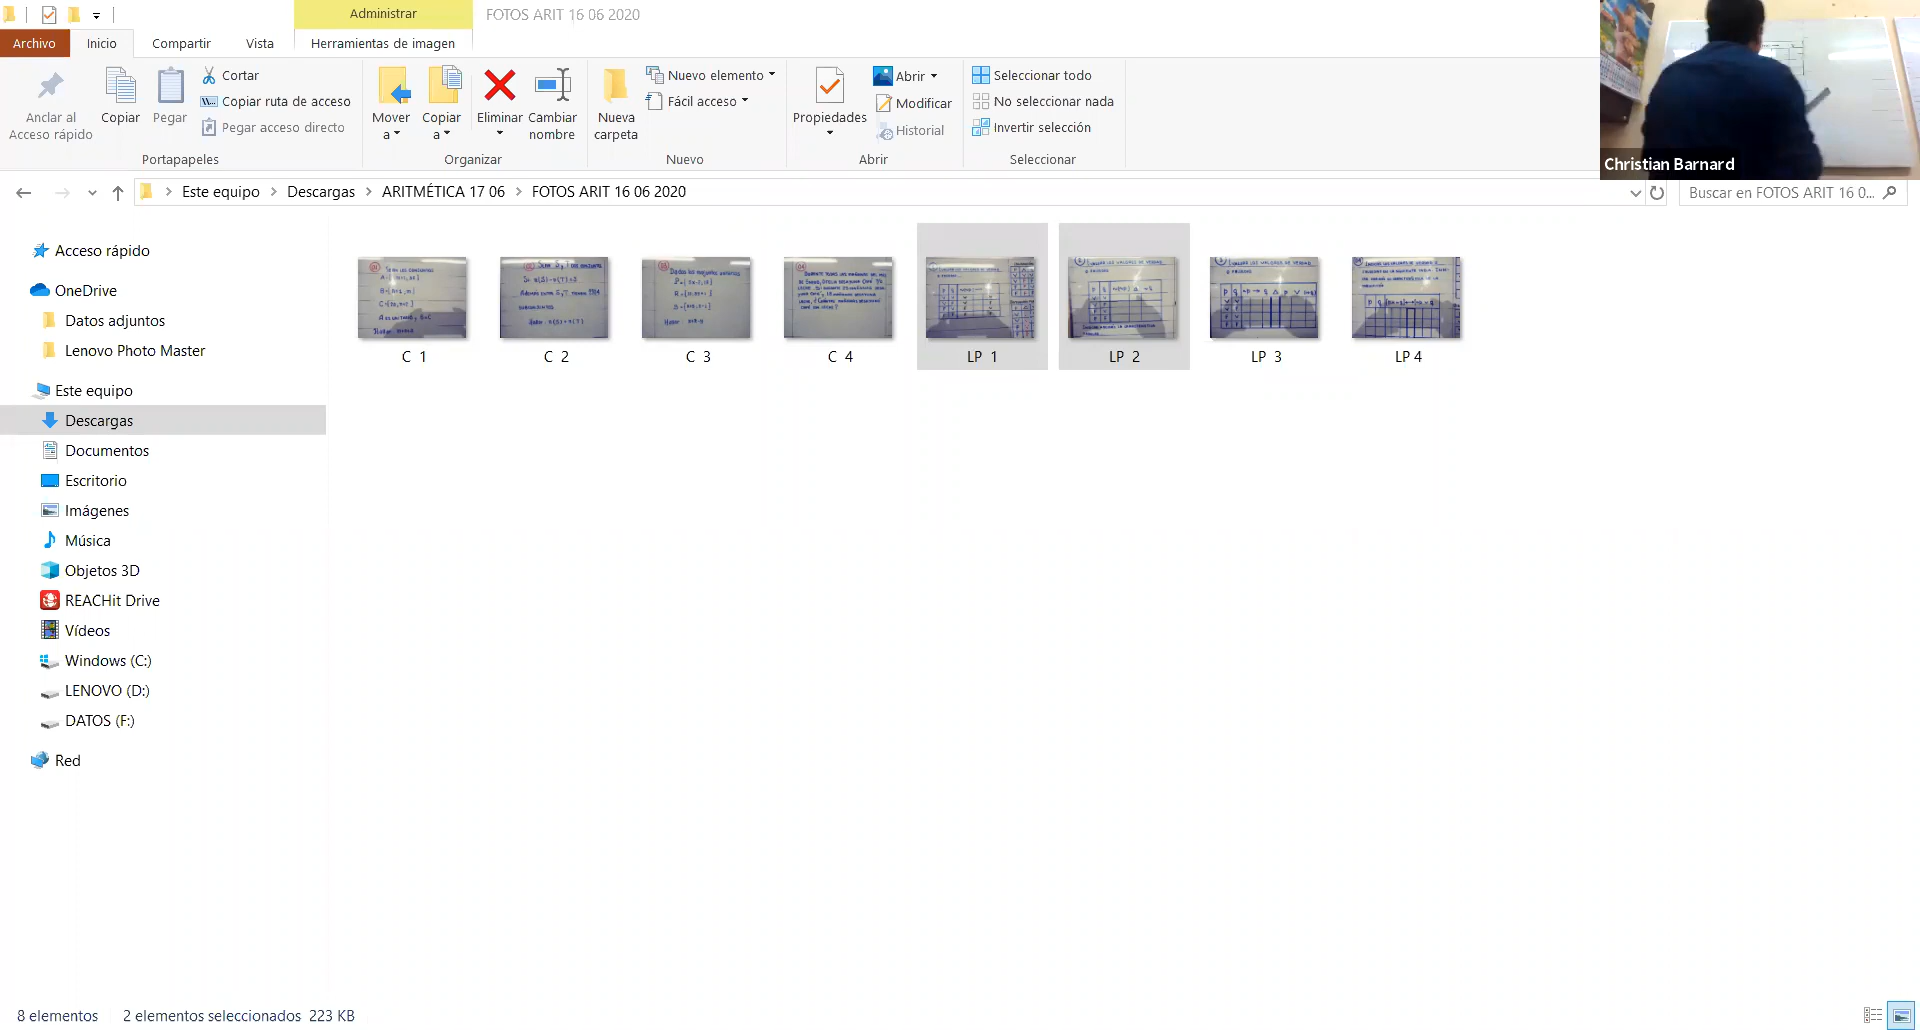 Administrar
FOTOS ARIT 16 06 2020
Archivo
Inicio
Compartir
Vista
Herramientas de imagen
Anclar al
Acceso rápido
Copiar
Pegar
Cortar
Copiar ruta de acceso
Pegar acceso directo
Portapapeles
Mover
a
Copiar
a
Eliminar
Cambiar
nombre
Organizar
Nueva
carpeta
Nuevo elemento
Fácil acceso
Nuevo
Propiedades
Abrir
Modificar
Historial
Abrir
Seleccionar todo
No seleccionar nada
Invertir selección
Seleccionar
Christian Barnard
Este equipo
Descargas
ARITMÉTICA 17 06
FOTOS ARIT 16 06 2020
Buscar en FOTOS ARIT 16 0...
Acceso rápido
OneDrive
Datos adjuntos
Lenovo Photo Master
Este equipo
Descargas
Documentos
Escritorio
Imágenes
Música
Objetos 3D
REACHit Drive
Vídeos
Windows (C:)
LENOVO (D:)
DATOS (F:)
Red
C 1
C 2
C 3
C 4
LP 1
LP 2
LP 3
LP 4
8 elementos
2 elementos seleccionados 223 KB